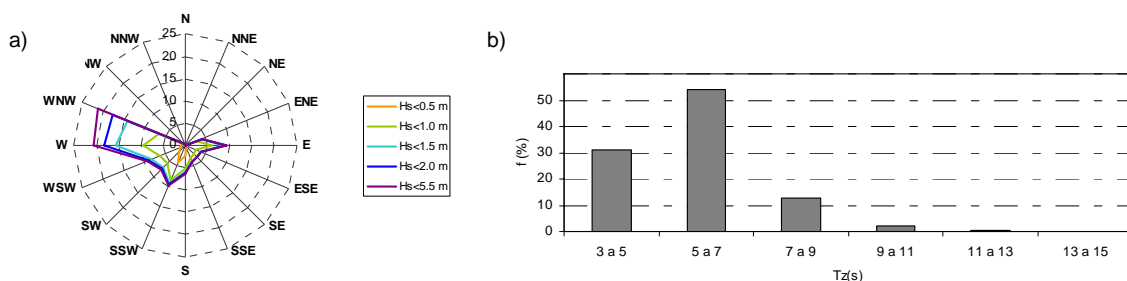 a)
N
NNW
NNE
NW
NE
WNW
ENE
W
E
WSW
ESE
SW
SE
SSW
SSE
S
25
20
15
10
5
0
Hs<0.5 m
Hs<1.0 m
Hs<1.5 m
Hs<2.0 m
Hs<5.5 m
b)
f (%)
50
40
30
20
10
0
3 a 5 5 a 7 7 a 9 9 a 11 11 a 13 13 a 15
Tz(s)